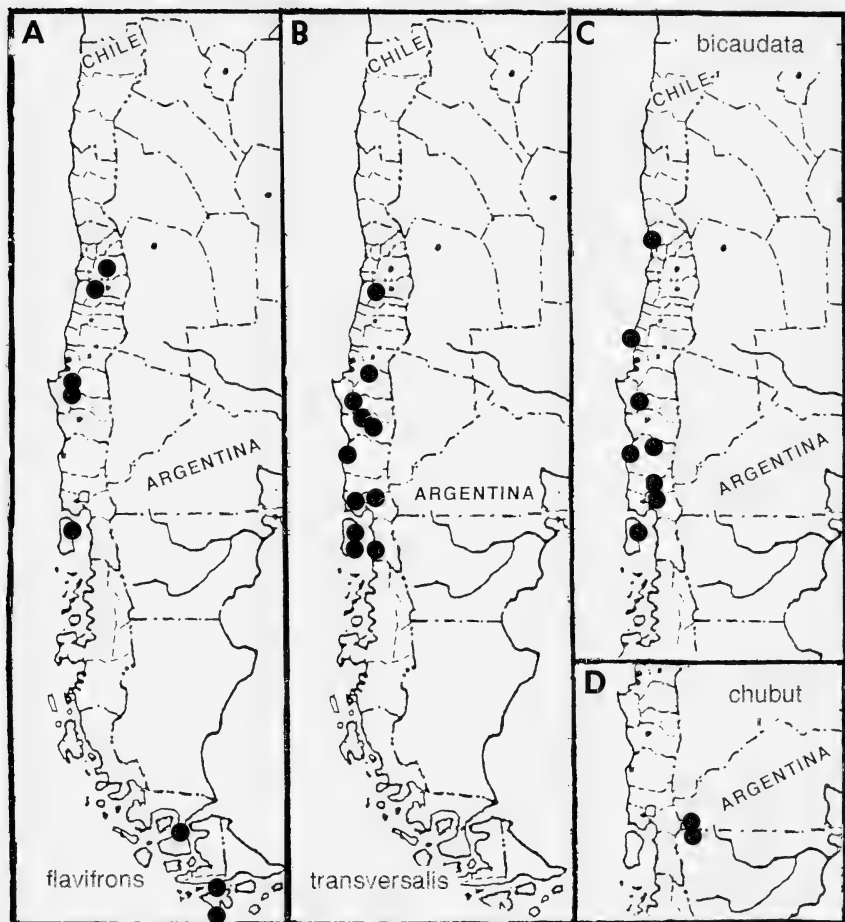 A
CHILE
ARGENTINA
flavifrons
B
CHILE
ARGENTINA
transversalis
C
bicaudata
CHILE
ARGENTINA
D
chubut
ARGENTINA